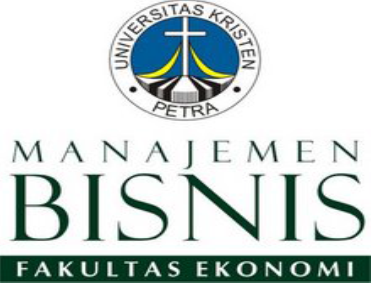 UNIVERSITAS KRISTEN
PETRA
MANAJEMEN
BISNIS
FAKULTAS EKONOMI